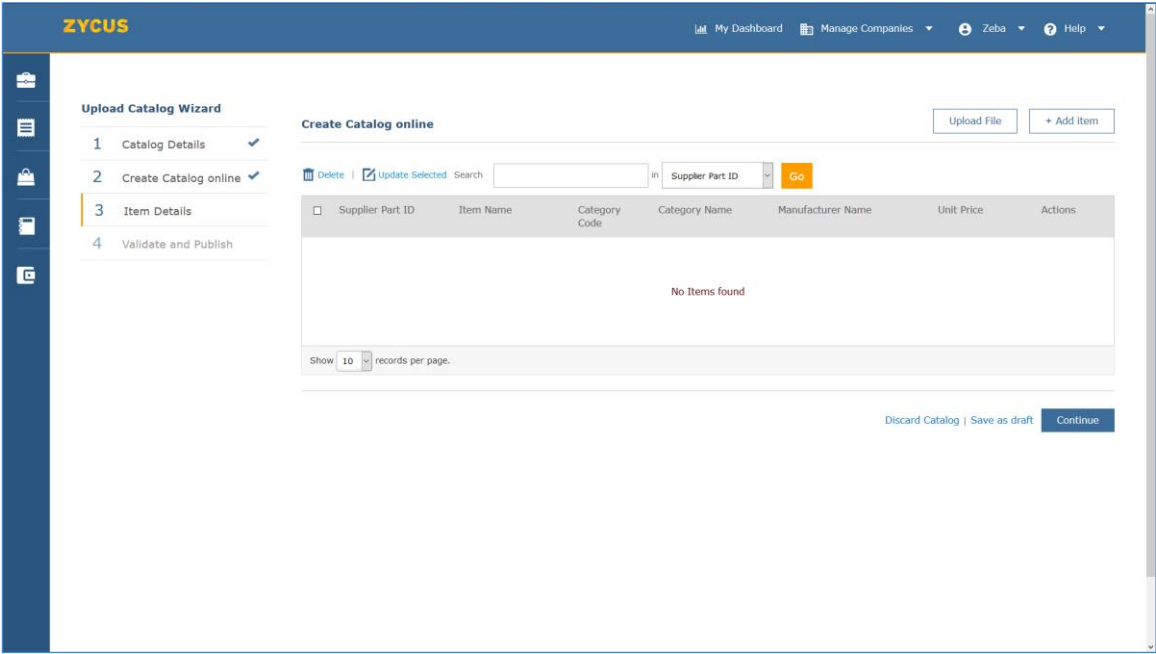 ZYCUS
My Dashboard Manage Companies Zeba Help
Upload Catalog Wizard
1 Catalog Details
2 Create Catalog online
3 Item Details
4 Validate and Publish
Create Catalog online
Upload File + Add item
Delete | Update Selected Search in Supplier Part ID Go
Supplier Part ID Item Name Category Code Category Name Manufacturer Name Unit Price Actions
No Items found
Show 10 records per page.
Discard Catalog | Save as draft Continue